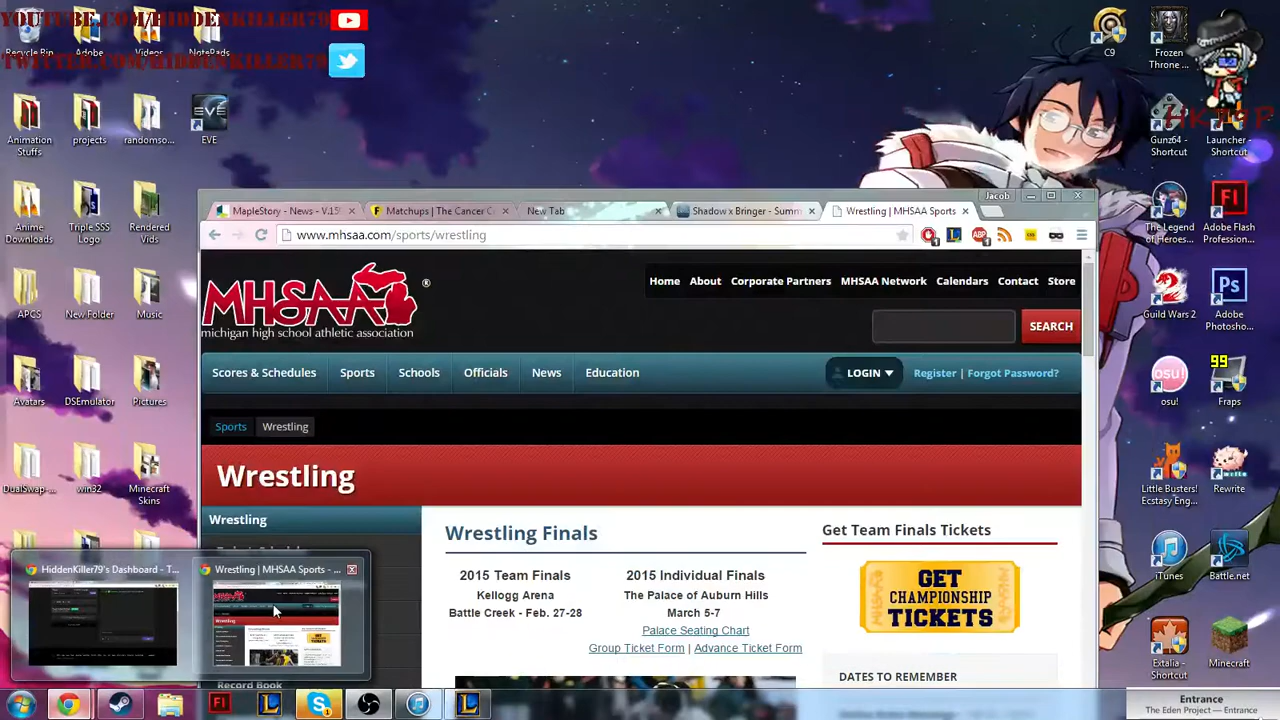 YOUTUBE.COM/HIDDENKILLER79
TWITTER.COM/HIDDENKILLER79
Recycle Bin
Adobe
Videos
NotePads
C9
Frozen
Throne ...
HK79
Animation
Stuffs
projects
randomso...
EVE
Gunz64 -
Shortcut
Launcher -
Shortcut
Anime
Downloads
Triple SSS
Logo
Rendered
Vids
The Legend
of Heroes...
Adobe Flash
Profession...
APCS
New Folder
Music
Guild Wars 2
Adobe
Photosho...
Avatars
DSEmulator
Pictures
osu!
99
Fraps
DualSwap-...
win32
Minecraft
Skins
Little Busters!
Ecstasy Eng...
Rewrite
iTunes
Battle.net
Extalia -
Shortcut
Minecraft
Jacob
MapleStory - News - V.15
Matchups | The Cancer C
New Tab
Shadow x Bringer - Summ
Wrestling | MHSAA Sports
www.mhsaa.com/sports/wrestling
MHSAA ®
michigan high school athletic association
Home About Corporate Partners MHSAA Network Calendars Contact Store
SEARCH
Scores & Schedules Sports Schools Officials News Education
LOGIN
Register | Forgot Password?
Sports Wrestling
Wrestling
Wrestling
Wrestling Finals
2015 Team Finals
Kellogg Arena
Battle Creek - Feb. 27-28
2015 Individual Finals
The Palace of Auburn Hills
March 5-7
Palace Seating Chart
Group Ticket Form | Advance Ticket Form
Get Team Finals Tickets
GET
CHAMPIONSHIP
TICKETS
DATES TO REMEMBER
Record Book
HiddenKiller79's Dashboard - T...
Wrestling | MHSAA Sports - ...
Entrance
The Eden Project — Entrance